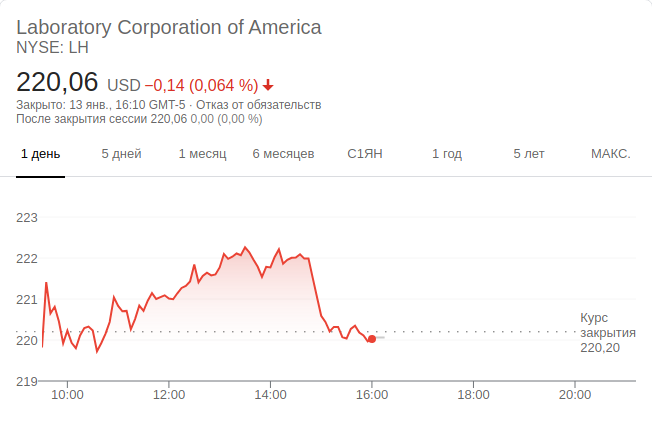 Laboratory Corporation of America
NYSE: LH
220,06 USD −0,14 (0,064 %)
Закрыто: 13 янв., 16:10 GMT-5 · Отказ от обязательств
После закрытия сессии 220,06 0,00 (0,00 %)
1 день 5 дней 1 месяц 6 месяцев С1ЯН 1 год 5 лет МАКС.
223
222
221
Курс
закрытия
220,20
220
219
10:00 12:00 14:00 16:00 18:00 20:00